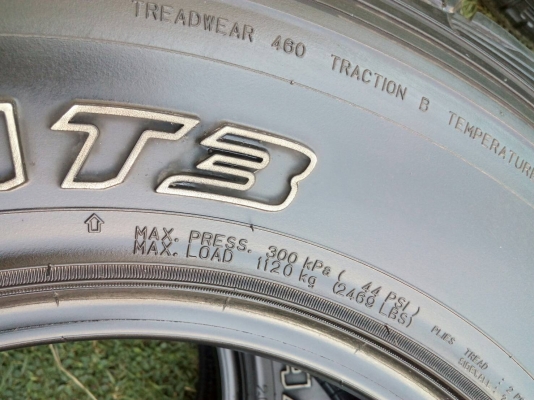 TREADWEAR 460 TRACTION B TEMPERATURE
AT3
MAX. PRESS. 300 kPa ( 44 PSI )
MAX. LOAD 1120 kg (2469 LBS)
PLIES TREAD : 2